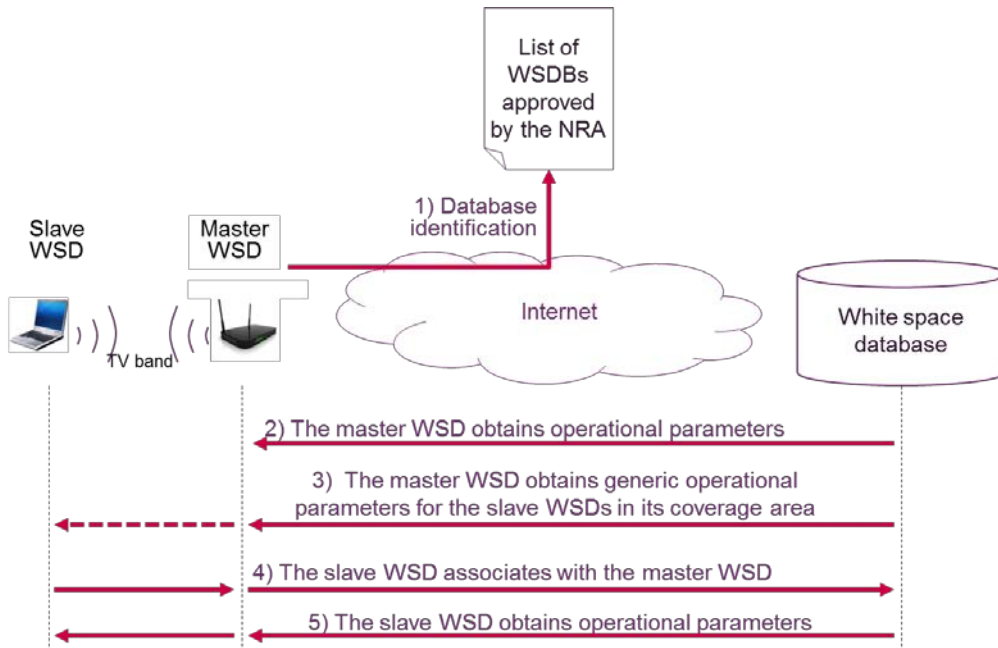 List of
WSDBs
approved
by the NRA
1) Database
identification
Slave
WSD
Master
WSD
Internet
White space
database
TV band
2) The master WSD obtains operational parameters
3) The master WSD obtains generic operational
parameters for the slave WSDs in its coverage area
4) The slave WSD associates with the master WSD
5) The slave WSD obtains operational parameters